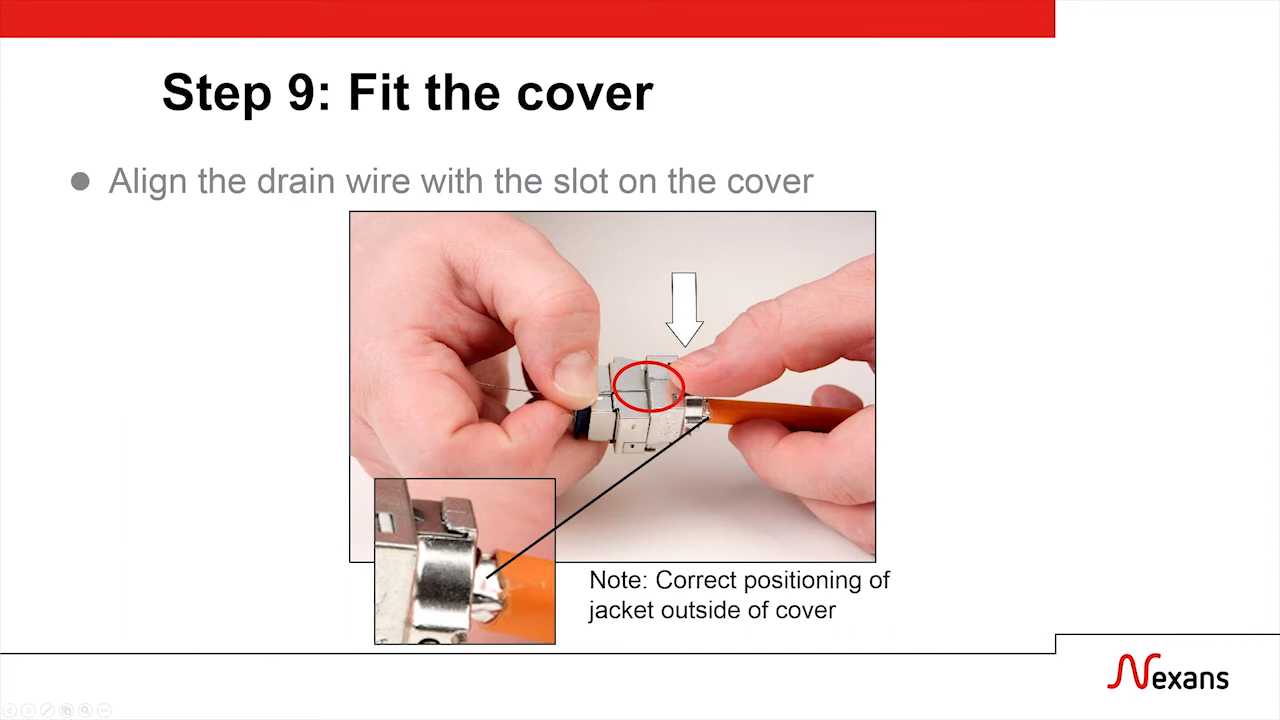 Step 9: Fit the cover
● Align the drain wire with the slot on the cover
Note: Correct positioning of
jacket outside of cover
Nexans